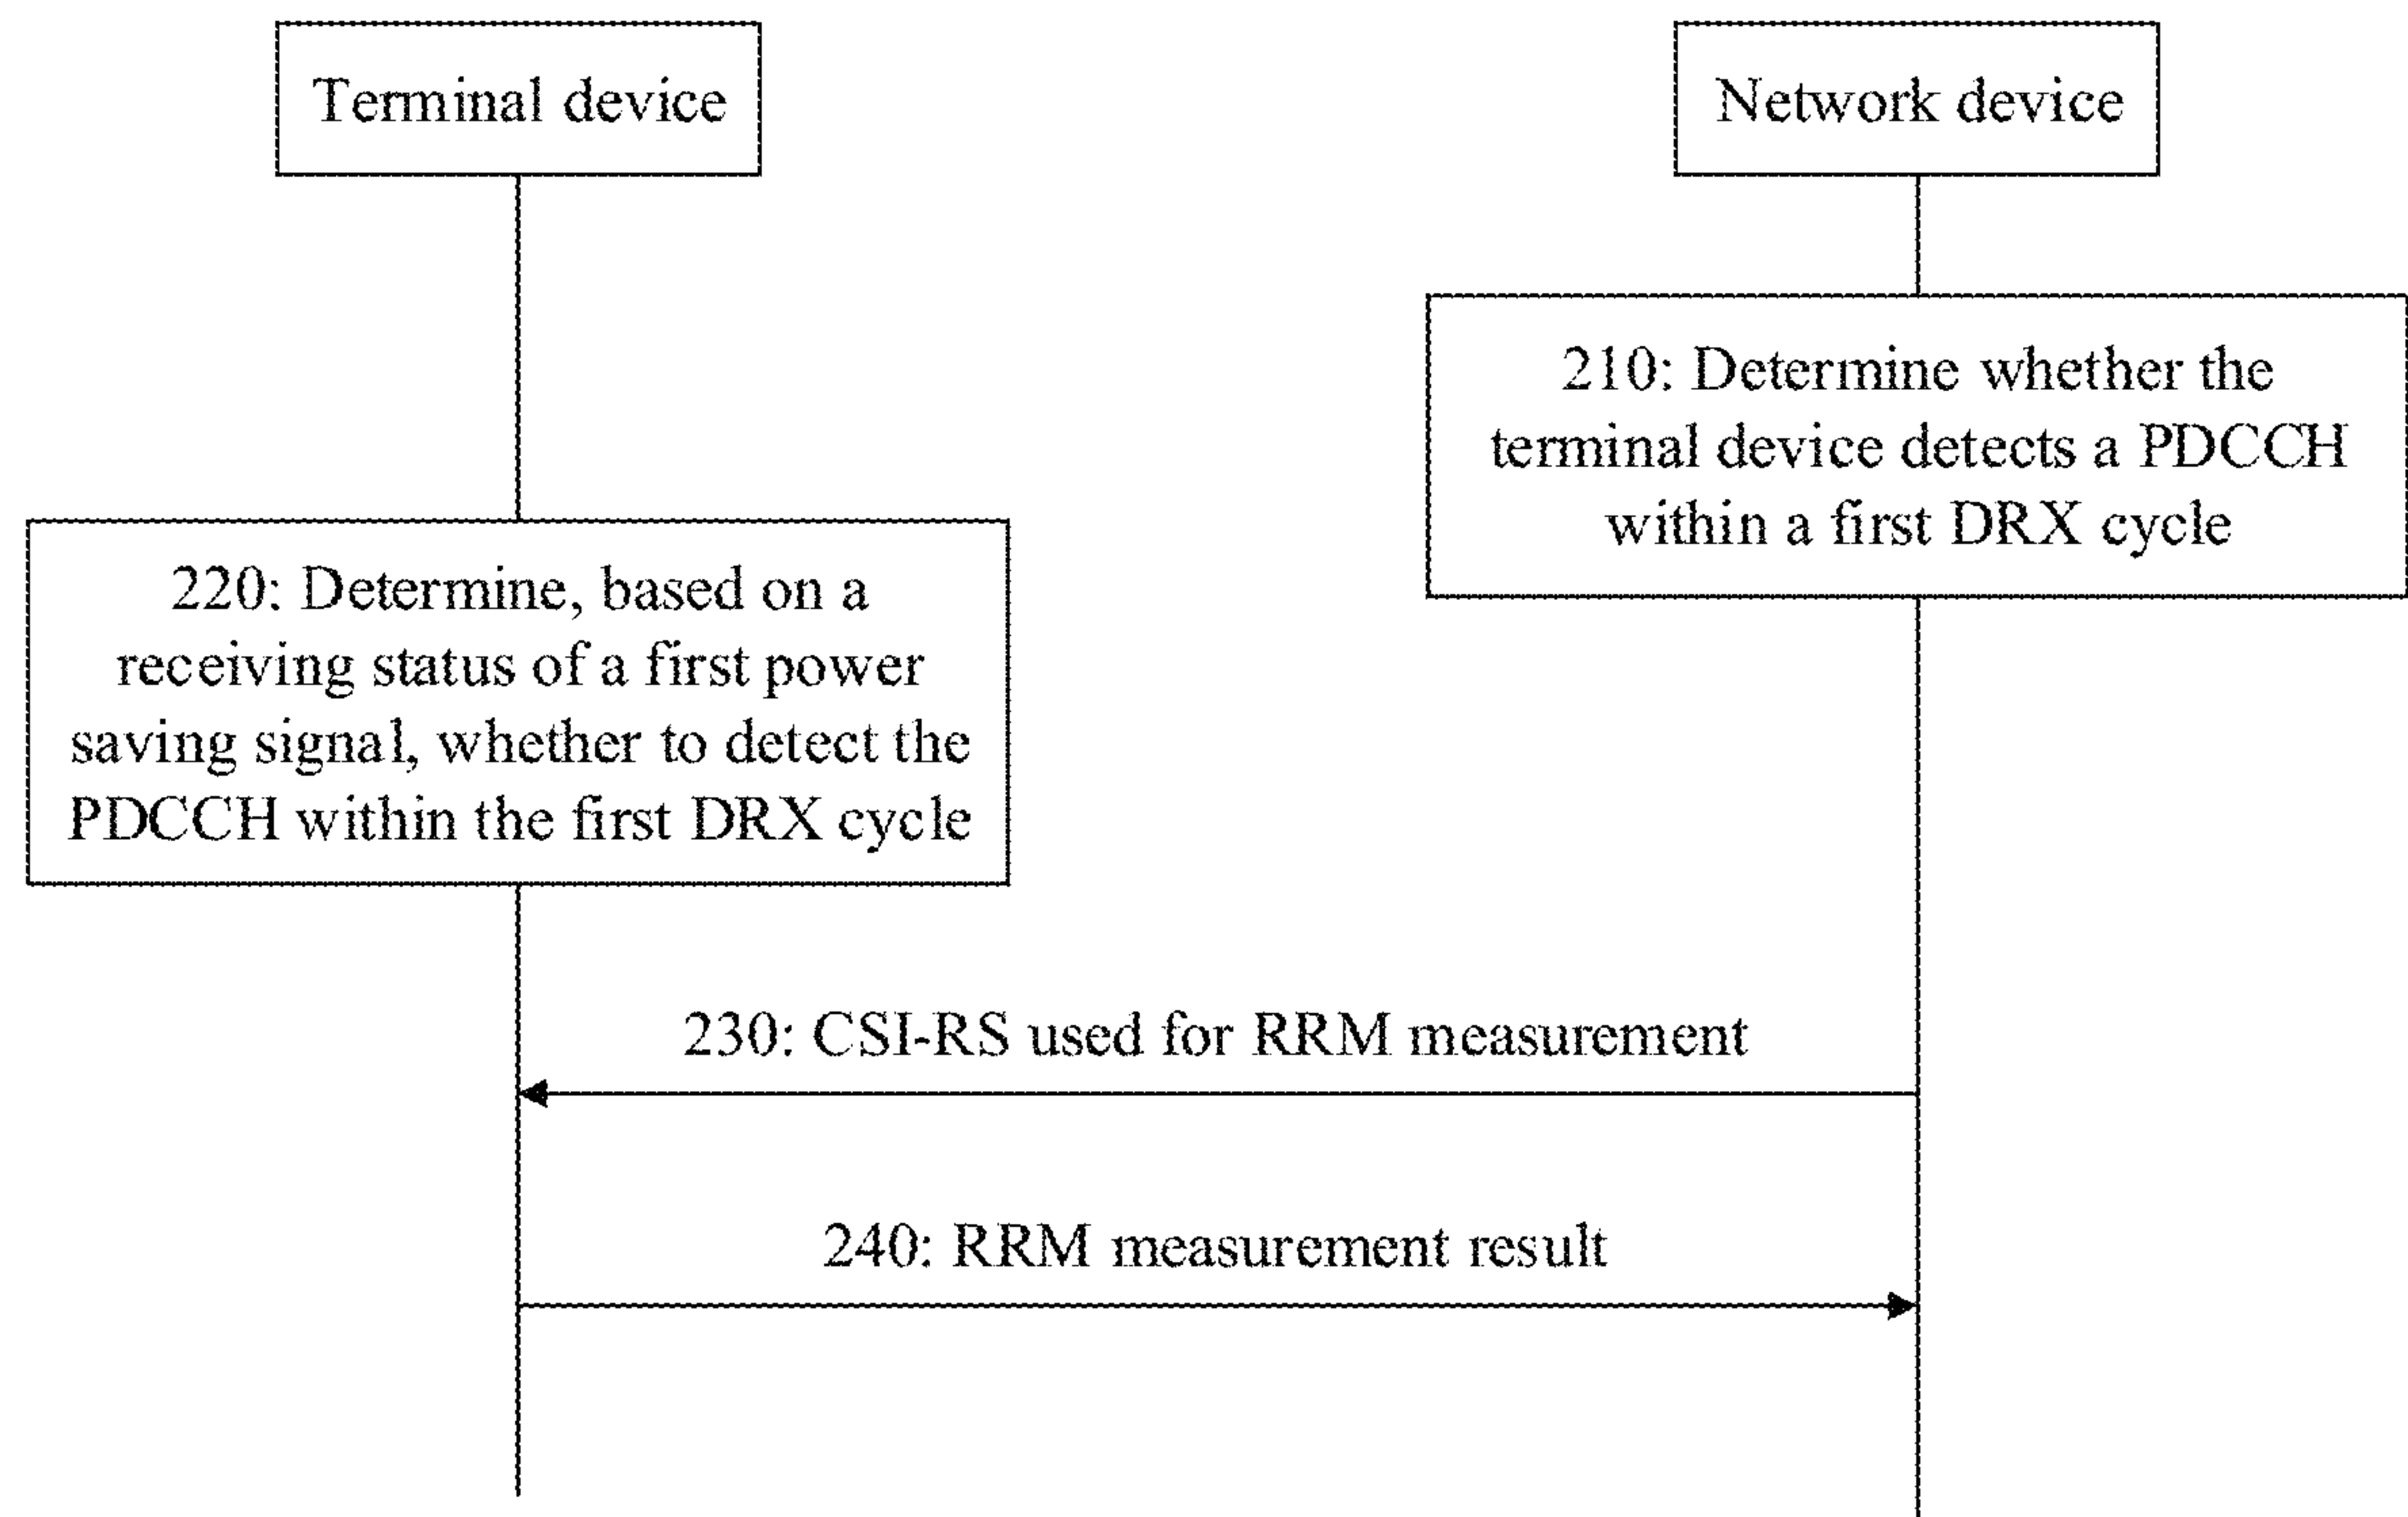 Terminal device
Network device
210: Determine whether the
terminal device detects a PDCCH
within a first DRX cycle
220: Determine, based on a
receiving status of a first power
saving signal, whether to detect the
PDCCH within the first DRX cycle
230: CSI-RS used for RRM measurement
240: RRM measurement result